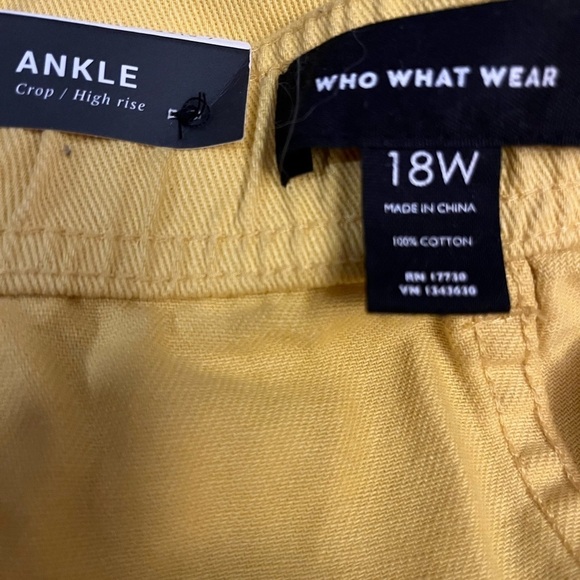 ANKLE
Crop / High rise
WHO WHAT WEAR
18W
MADE IN CHINA
100% COTTON
RN 17730
VN 1343630